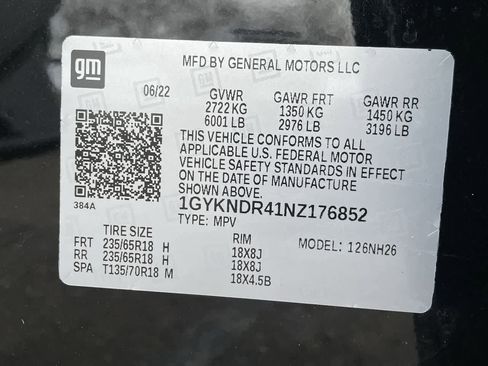 gm
MFD BY GENERAL MOTORS LLC
06/22 GVWR GAWR FRT GAWR RR
2722 KG 1350 KG 1450 KG
6001 LB 2976 LB 3196 LB
THIS VEHICLE CONFORMS TO ALL
APPLICABLE U.S. FEDERAL MOTOR
VEHICLE SAFETY STANDARDS IN EFFECT
ON THE DATE OF MANUFACTURE
SHOWN ABOVE.
384A
1GYKNDR41NZ176852
TYPE: MPV
TIRE SIZE RIM MODEL: 126NH26
FRT 235/65R18 H 18X8J
RR 235/65R18 H 18X8J
SPA T135/70R18 M 18X4.5B